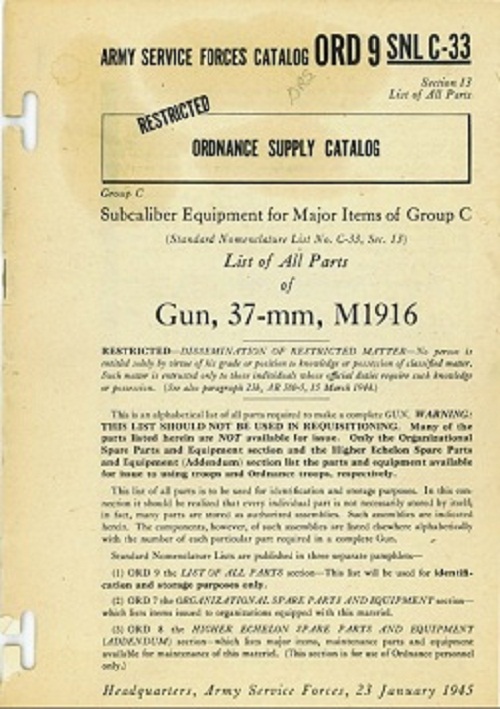 ARMY SERVICE FORCES CATALOG ORD 9 SNL C-33
Section 13
List of All Parts
ORS
RESTRICTED
ORDNANCE SUPPLY CATALOG
Group C
Subcaliber Equipment for Major Items of Group C
(Standard Nomenclature List No. C-33, Sec. 13)
List of All Parts
of
Gun, 37-mm, M1916
RESTRICTED—DISSEMINATION OF RESTRICTED MATTER—No person is
entitled solely by virtue of his grade or position to knowledge or possession of classified matter.
Such matter is entrusted only to those individuals whose official duties require such knowledge
or possession. (See also paragraph 23b, AR 380-5, 15 March 1944.)
This is an alphabetical list of all parts required to make a complete GUN. WARNING:
THIS LIST SHOULD NOT BE USED IN REQUISITIONING. Many of the
parts listed herein are NOT available for issue. Only the Organizational
Spare Parts and Equipment section and the Higher Echelon Spare Parts
and Equipment (Addendum) section list the parts and equipment available
for issue to using troops and Ordnance troops, respectively.
This list of all parts is to be used for identification and storage purposes. In this con-
nection it should be realized that every individual part is not necessarily stored by itself;
in fact, many parts are stored as authorized assemblies. Such assemblies are indicated
herein. The components, however, of such assemblies are listed elsewhere alphabetically
with the number of each particular part required in a complete Gun.
Standard Nomenclature Lists are published in three separate pamphlets—
(1) ORD 9 the LIST OF ALL PARTS section—This list will be used for identifi-
cation and storage purposes only.
(2) ORD 7 the ORGANIZATIONAL SPARE PARTS AND EQUIPMENT section—
which lists items issued to organizations equipped with this materiel.
(3) ORD 8 the HIGHER ECHELON SPARE PARTS AND EQUIPMENT
(ADDENDUM) section—which lists major items, maintenance parts and equipment
available for maintenance of this materiel. (This section is for use of Ordnance personnel
only.)
Headquarters, Army Service Forces, 23 January 1945